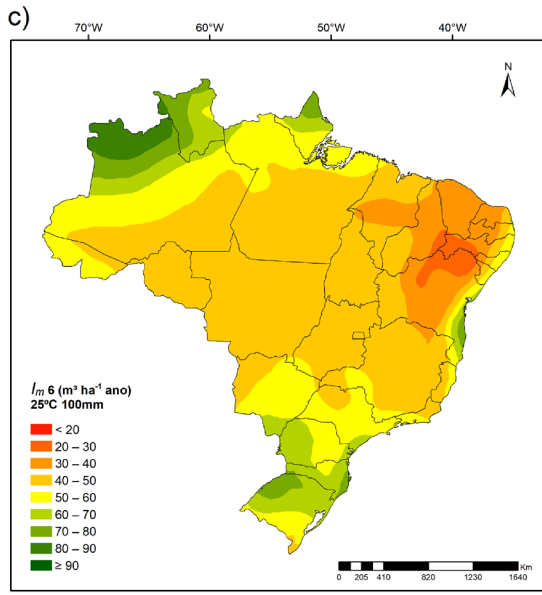 c)
70°W 60°W 50°W 40°W
N
Im 6 (m³ ha⁻¹ ano)
25ºC 100mm
< 20
20 – 30
30 – 40
40 – 50
50 – 60
60 – 70
70 – 80
80 – 90
≥ 90
Km
0 205 410 820 1230 1640